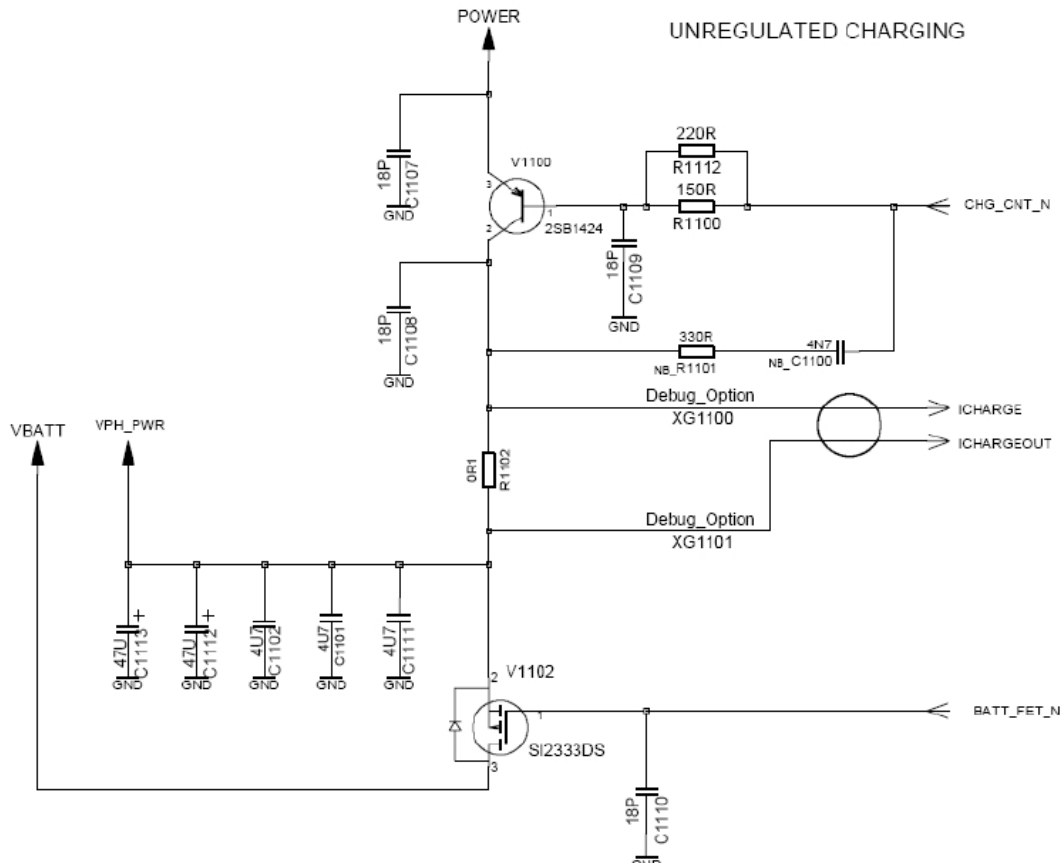 POWER
UNREGULATED CHARGING
18P
C1107
GND
V1100
3
1
2
2SB1424
220R
R1112
150R
R1100
CHG_CNT_N
18P
C1109
GND
18P
C1108
GND
330R
NB_R1101
4N7
NB_C1100
Debug_Option
XG1100
ICHARGE
ICHARGEOUT
VBATT
VPH_PWR
0R1
R1102
Debug_Option
XG1101
47U
+
C1113
GND
47U
+
C1112
GND
4U7
C1102
GND
4U7
C1101
GND
4U7
C1111
GND
V1102
2
1
3
SI2333DS
BATT_FET_N
18P
C1110
GND